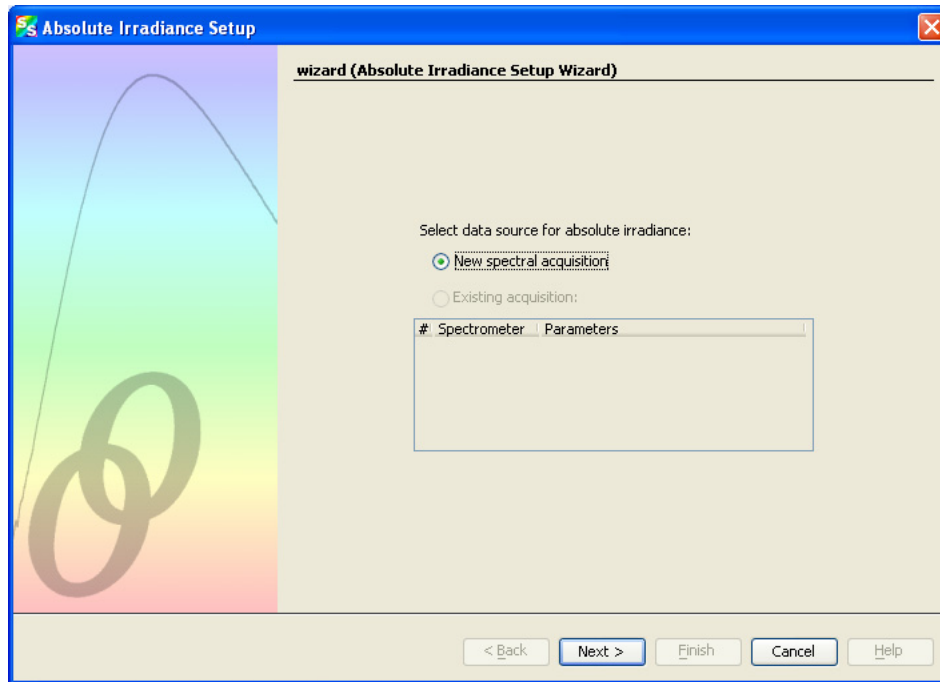 Absolute Irradiance Setup
wizard (Absolute Irradiance Setup Wizard)
Select data source for absolute irradiance:
New spectral acquisition
Existing acquisition:
# Spectrometer Parameters
< Back Next > Finish Cancel Help